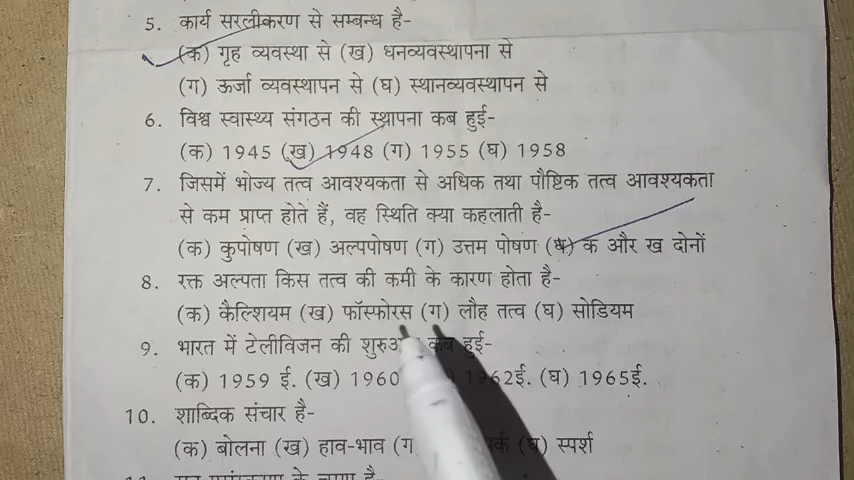 5. कार्य सरलीकरण से सम्बन्ध है-
(क) गृह व्यवस्था से (ख) धनव्यवस्थापना से
(ग) ऊर्जा व्यवस्थापन से (घ) स्थानव्यवस्थापन से
6. विश्व स्वास्थ्य संगठन की स्थापना कब हुई-
(क) 1945 (ख) 1948 (ग) 1955 (घ) 1958
7. जिसमें भोज्य तत्व आवश्यकता से अधिक तथा पौष्टिक तत्व आवश्यकता
से कम प्राप्त होते हैं, वह स्थिति क्या कहलाती है-
(क) कुपोषण (ख) अल्पपोषण (ग) उत्तम पोषण (घ) क और ख दोनों
8. रक्त अल्पता किस तत्व की कमी के कारण होता है-
(क) कैल्शियम (ख) फॉस्फोरस (ग) लौह तत्व (घ) सोडियम
9. भारत में टेलीविजन की कब हुई-
(क) 1959 ई. (ख) 1960 1962ई. (घ) 1965ई.
10. शाब्दिक संचार है-
(क) बोलना (ख) हाव-भाव (ग (घ) स्पर्श